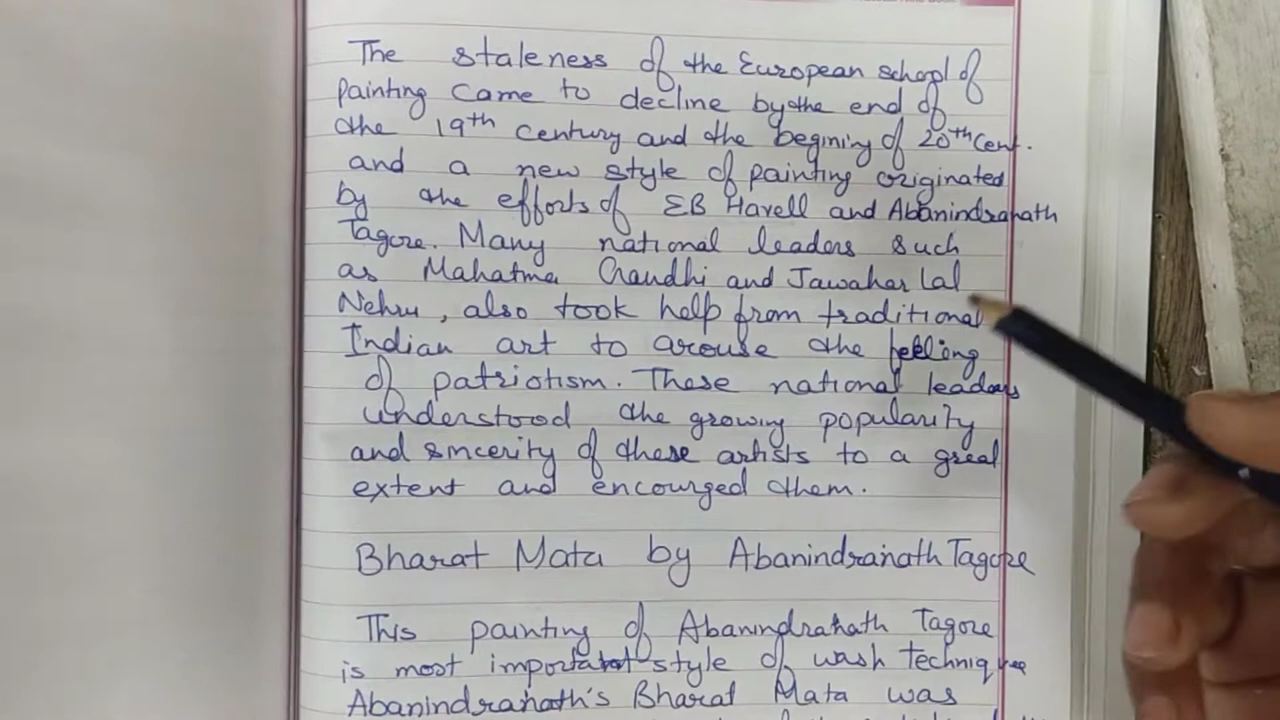 The staleness of the European school of
painting came to decline by the end of
the 19th century and the begining of 20th Cent.
and a new style of painting originated
by the efforts of EB Havell and Abanindranath
Tagore. Many national leaders such
as Mahatma Gandhi and Jawahar Lal
Nehru, also took help from traditional
Indian art to arouse the feeling
of patriotism. These national leaders
understood the growing popularity
and sincerity of these artists to a great
extent and encourged them.
Bharat Mata by Abanindranath Tagore
This painting of Abanindranath Tagore
is most important style of wash technique
Abanindranath's Bharat Mata was